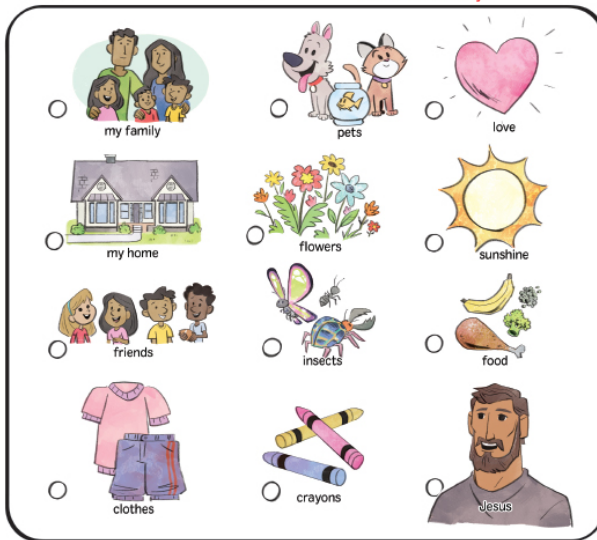 my family
pets
love
my home
flowers
sunshine
friends
insects
food
clothes
crayons
Jesus